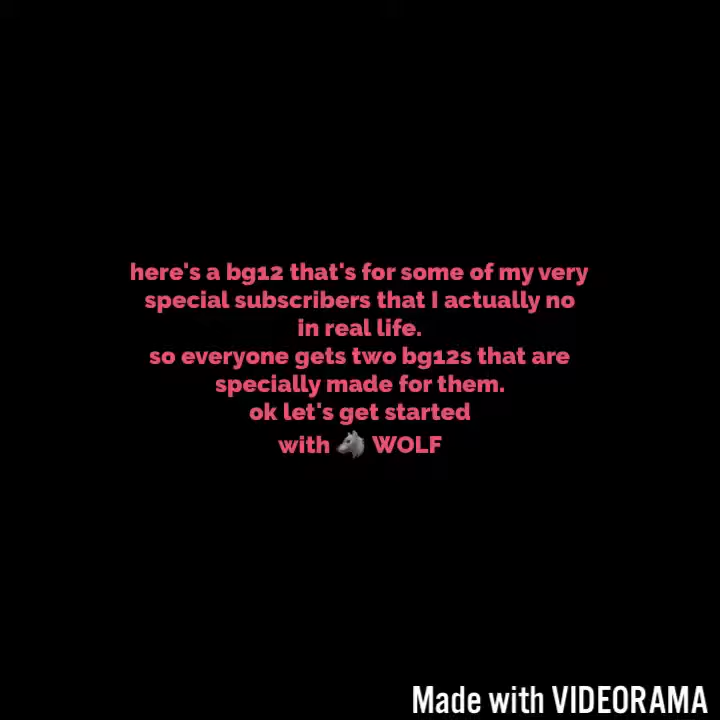 here's a bg12 that's for some of my very
special subscribers that I actually no
in real life.
so everyone gets two bg12s that are
specially made for them.
ok let's get started
with 🐺 WOLF
Made with VIDEORAMA